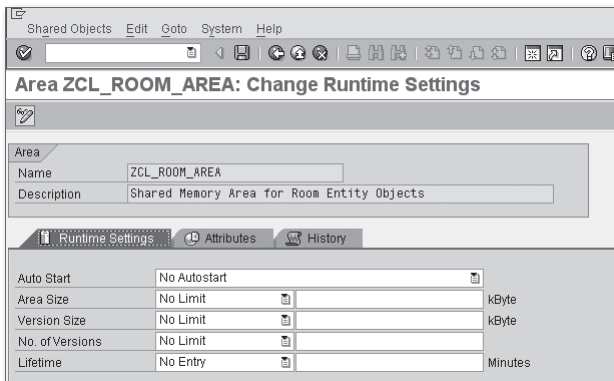 Shared Objects Edit Goto System Help
Area ZCL_ROOM_AREA: Change Runtime Settings
Area
Name ZCL_ROOM_AREA
Description Shared Memory Area for Room Entity Objects
Runtime Settings Attributes History
Auto Start No Autostart
Area Size No Limit kByte
Version Size No Limit kByte
No. of Versions No Limit
Lifetime No Entry Minutes